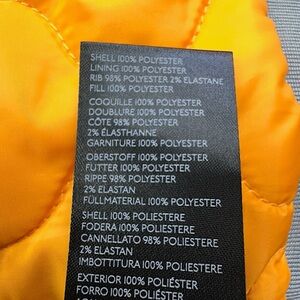 SHELL 100% POLYESTER
LINING 100% POLYESTER
RIB 98% POLYESTER 2% ELASTANE
FILL 100% POLYESTER
COQUILLE 100% POLYESTER
DOUBLURE 100% POLYESTER
CÔTE 98% POLYESTER
2% ÉLASTHANNE
GARNITURE 100% POLYESTER
OBERSTOFF 100% POLYESTER
FUTTER 100% POLYESTER
RIPPE 98% POLYESTER
2% ELASTAN
FÜLLMATERIAL 100% POLYESTER
SHELL 100% POLIESTERE
FODERA 100% POLIESTERE
CANNELLATO 98% POLIESTERE
2% ELASTAN
IMBOTTITURA 100% POLIESTERE
EXTERIOR 100% POLIÉSTER
FORRO 100% POLIÉSTER